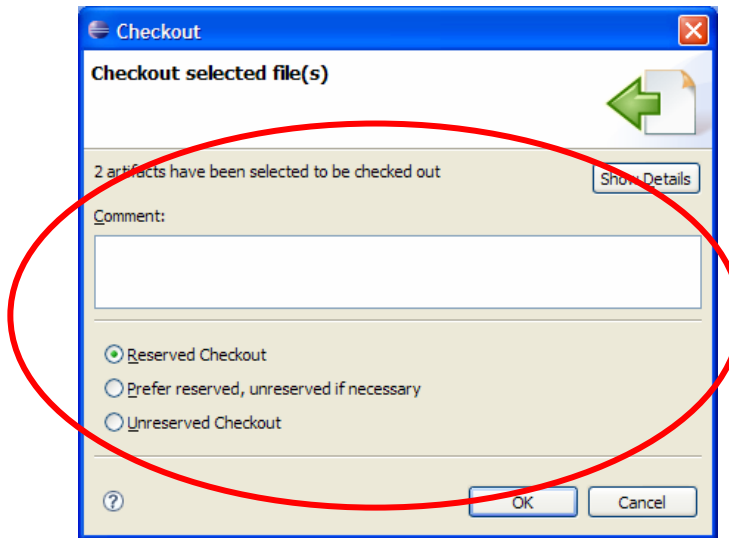 Checkout
Checkout selected file(s)
2 artifacts have been selected to be checked out
Show Details
Comment:
Reserved Checkout
Prefer reserved, unreserved if necessary
Unreserved Checkout
?
OK
Cancel